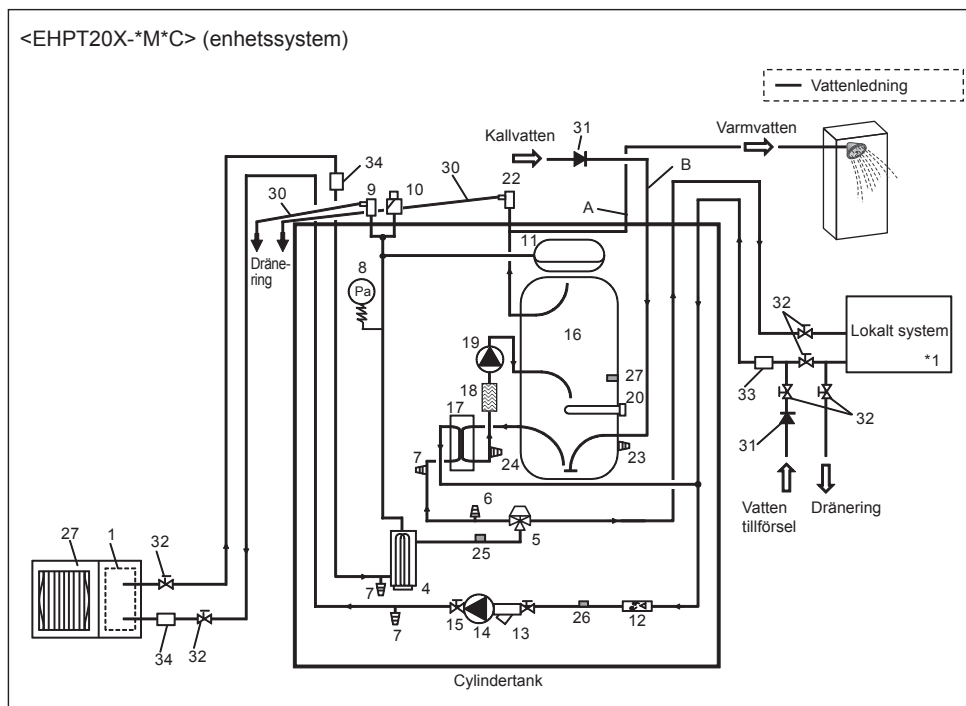 <EHPT20X-*M*C> (enhetssystem)
Vattenledning
Kallvatten
31
Varmvatten
34
30
9
10
30
22
B
A
Dräne-
ring
11
8
Pa
16
32
Lokalt system
*1
19
27
18
20
33
17
32
31
7
24
23
6
Vatten
tillförsel
Dränering
5
25
27
1
32
4
7
34
32
7
15
14
13
26
12
Cylindertank